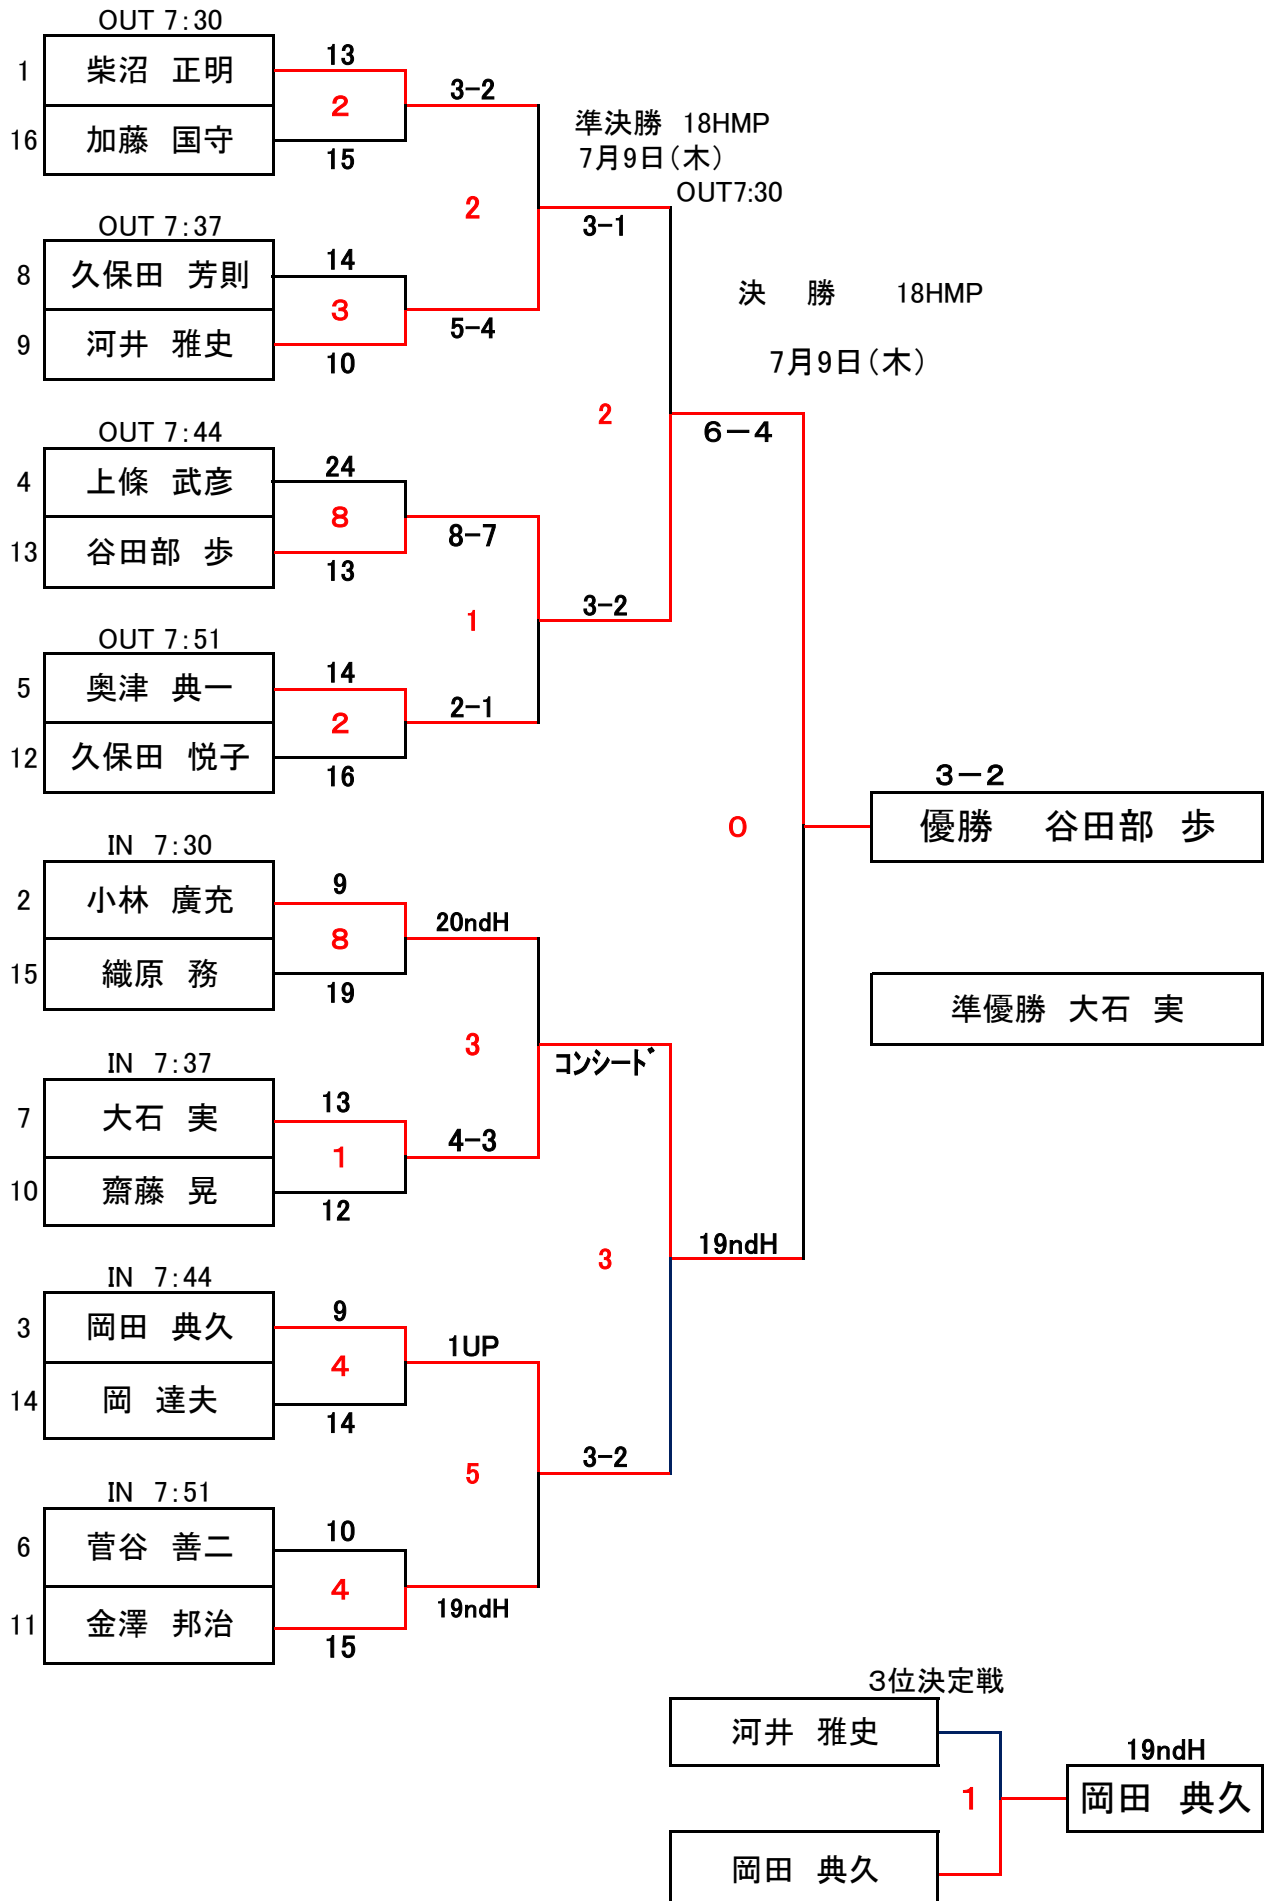 OUT 7:30
1 柴沼 正明 13
3-2
2
16 加藤 国守 15
準決勝 18HMP
7月9日(木)
OUT7:30
2
3-1
OUT 7:37
8 久保田 芳則 14
3
5-4
9 河井 雅史 10
決 勝 18HMP
7月9日(木)
2
6-4
OUT 7:44
4 上條 武彦 24
8
8-7
13 谷田部 歩 13
1
3-2
OUT 7:51
5 奥津 典一 14
2
2-1
12 久保田 悦子 16
3-2
0
優勝 谷田部 歩
IN 7:30
2 小林 廣充 9
8
20ndH
15 織原 務 19
準優勝 大石 実
3
コンシード
IN 7:37
7 大石 実 13
1
4-3
10 齋藤 晃 12
3
19ndH
IN 7:44
3 岡田 典久 9
4
1UP
14 岡 達夫 14
5
3-2
IN 7:51
6 菅谷 善二 10
4
19ndH
11 金澤 邦治 15
3位決定戦
河井 雅史
19ndH
1
岡田 典久
岡田 典久